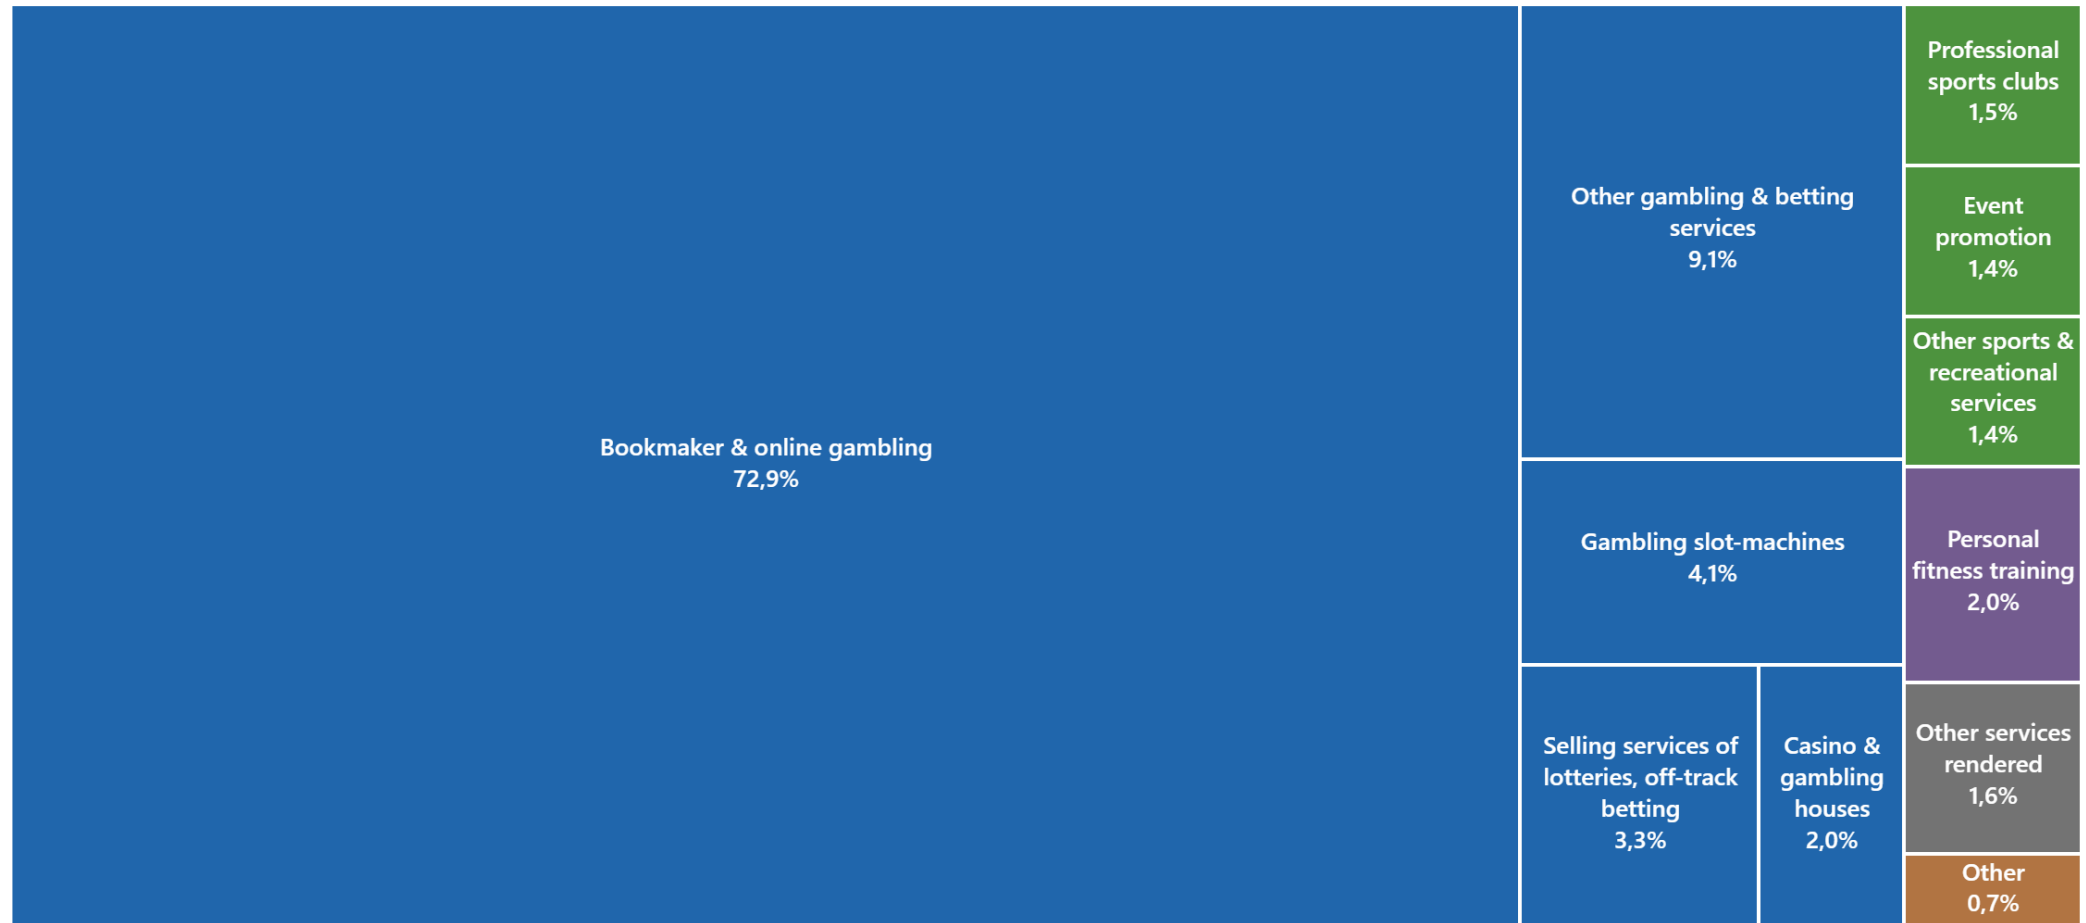 Bookmaker & online gambling
72,9%
Other gambling & betting
services
9,1%
Gambling slot-machines
4,1%
Selling services of
lotteries, off-track
betting
3,3%
Casino &
gambling
houses
2,0%
Professional
sports clubs
1,5%
Event
promotion
1,4%
Other sports &
recreational
services
1,4%
Personal
fitness training
2,0%
Other services
rendered
1,6%
Other
0,7%